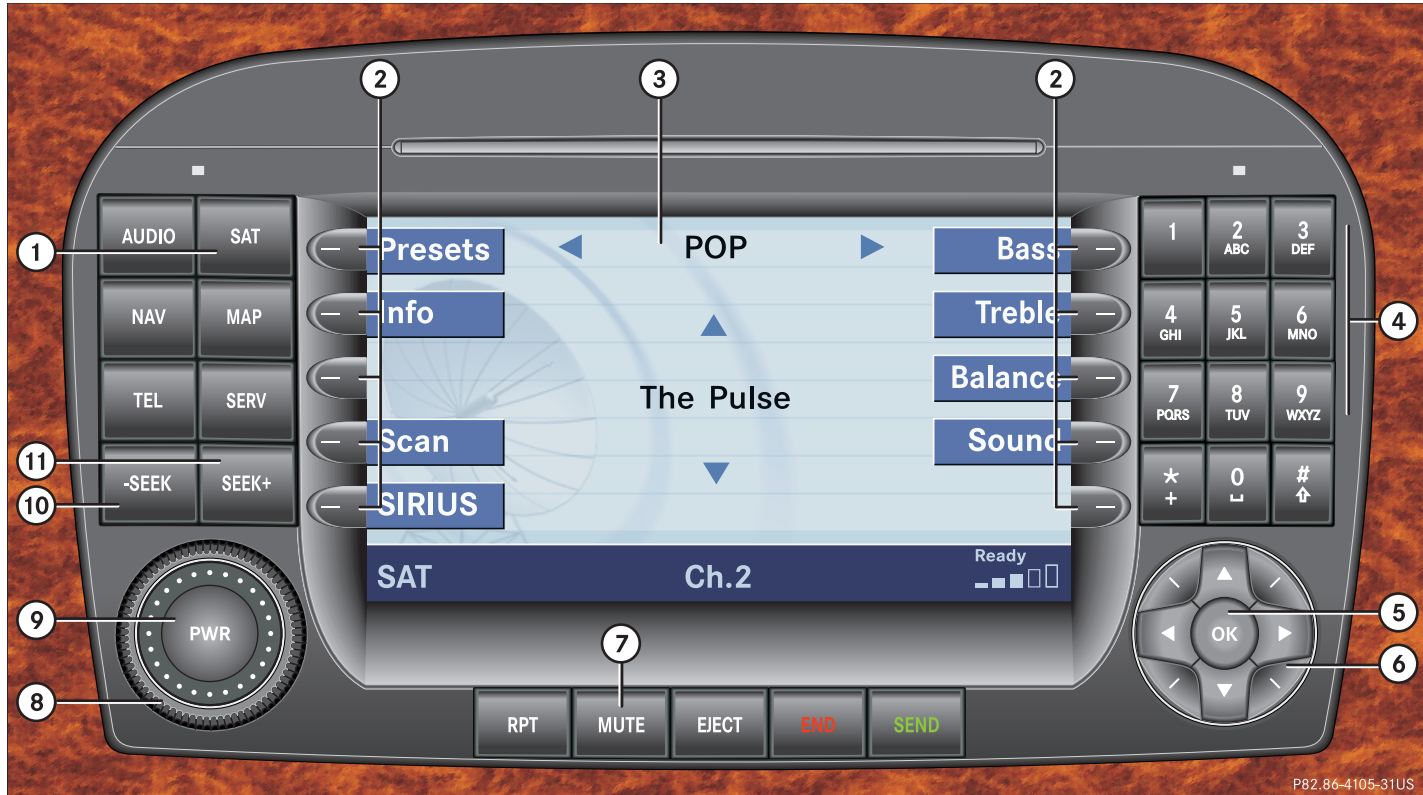 2
3
2
AUDIO
SAT
1
NAV
MAP
TEL
SERV
11
-SEEK
SEEK+
10
Presets
Info
Scan
SIRIUS
POP
The Pulse
Bass
Treble
Balance
Sound
SAT
Ch.2
Ready
1
2
ABC
3
DEF
4
GHI
5
JKL
6
MNO
4
7
PQRS
8
TUV
9
WXYZ
*
+
0
#
9
PWR
8
5
OK
6
7
RPT
MUTE
EJECT
END
SEND
P82.86-4105-31US